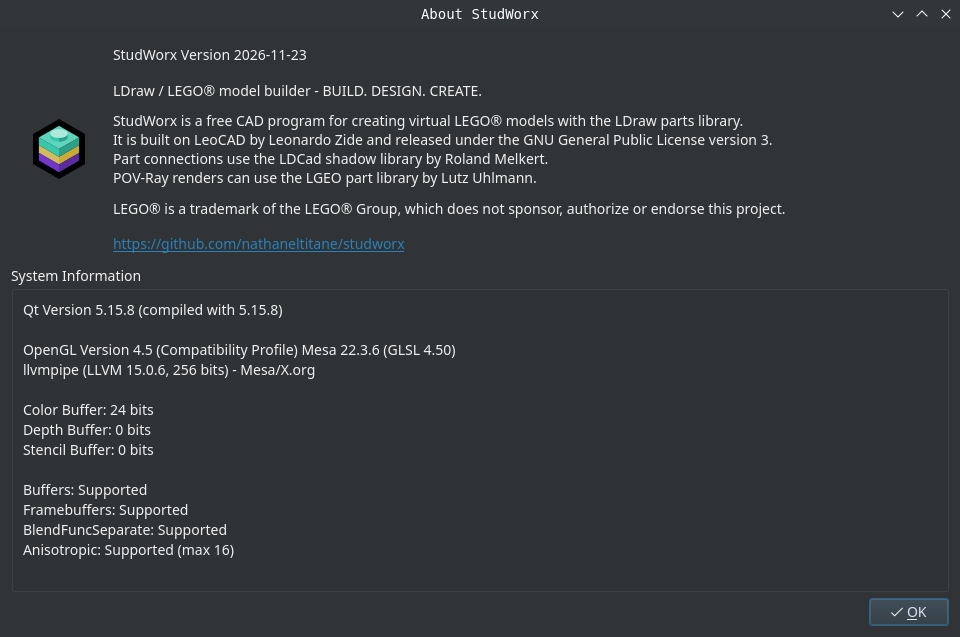 About StudWorx
StudWorx Version 2026-11-23
LDraw / LEGO® model builder - BUILD. DESIGN. CREATE.
StudWorx is a free CAD program for creating virtual LEGO® models with the LDraw parts library.
It is built on LeoCAD by Leonardo Zide and released under the GNU General Public License version 3.
Part connections use the LDCad shadow library by Roland Melkert.
POV-Ray renders can use the LGEO part library by Lutz Uhlmann.
LEGO® is a trademark of the LEGO® Group, which does not sponsor, authorize or endorse this project.
https://github.com/nathaneltitane/studworx
System Information
Qt Version 5.15.8 (compiled with 5.15.8)
OpenGL Version 4.5 (Compatibility Profile) Mesa 22.3.6 (GLSL 4.50)
llvmpipe (LLVM 15.0.6, 256 bits) - Mesa/X.org
Color Buffer: 24 bits
Depth Buffer: 0 bits
Stencil Buffer: 0 bits
Buffers: Supported
Framebuffers: Supported
BlendFuncSeparate: Supported
Anisotropic: Supported (max 16)
OK